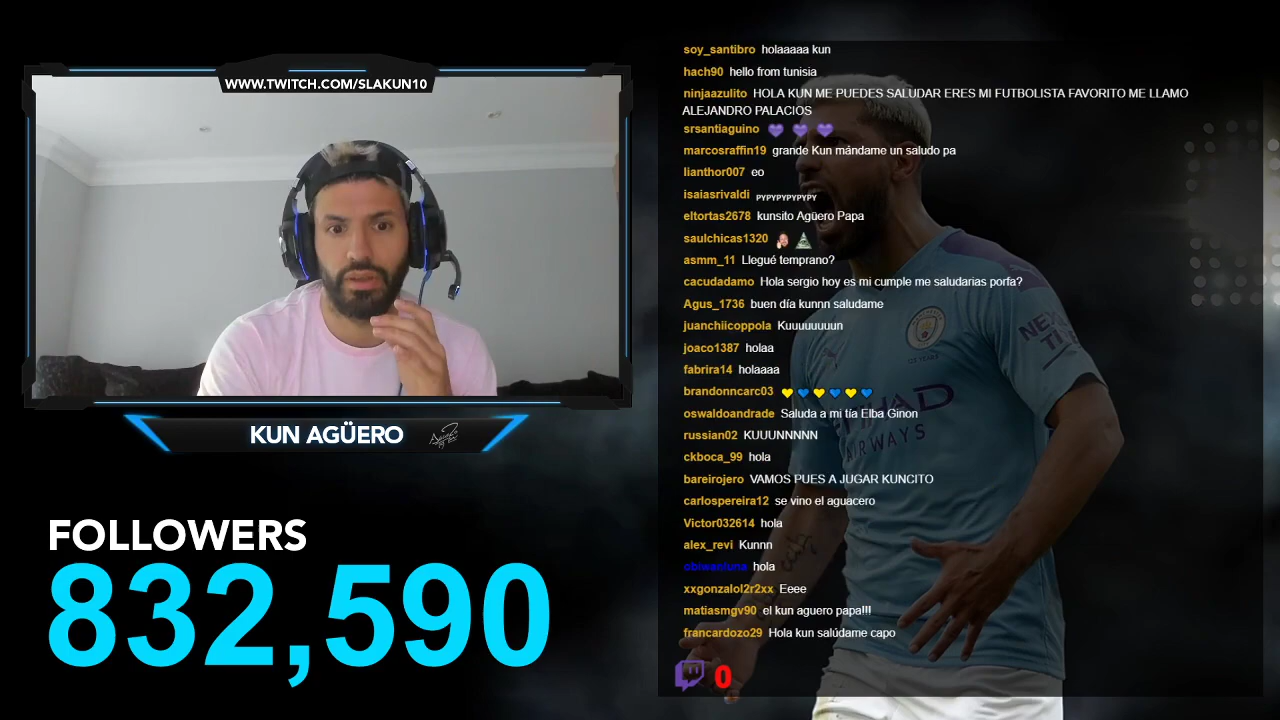 WWW.TWITCH.COM/SLAKUN10
KUN AGÜERO
FOLLOWERS
832,590
soy_santibro holaaaaa kun
hach90 hello from tunisia
ninjaazulito HOLA KUN ME PUEDES SALUDAR ERES MI FUTBOLISTA FAVORITO ME LLAMO
ALEJANDRO PALACIOS
srsantiaguino
marcosraffin19 grande Kun mándame un saludo pa
lianthor007 eo
isaiasrivaldi PYPYPYPYPYPY
eltortas2678 kunsito Agüero Papa
saulchicas1320
asmm_11 Llegué temprano?
cacudadamo Hola sergio hoy es mi cumple me saludarias porfa?
Agus_1736 buen día kunnn saludame
juanchiicoppola Kuuuuuuun
joaco1387 holaa
fabrira14 holaaaa
brandonncarc03
oswaldoandrade Saluda a mi tía Elba Ginon
russian02 KUUUNNNNN
ckboca_99 hola
bareirojero VAMOS PUES A JUGAR KUNCITO
carlospereira12 se vino el aguacero
Victor032614 hola
alex_revi Kunnn
obiwanluna hola
xxgonzalol2r2xx Eeee
matiasmgv90 el kun aguero papa!!!
francardozo29 Hola kun salúdame capo
0
ETIHAD
AIRWAYS